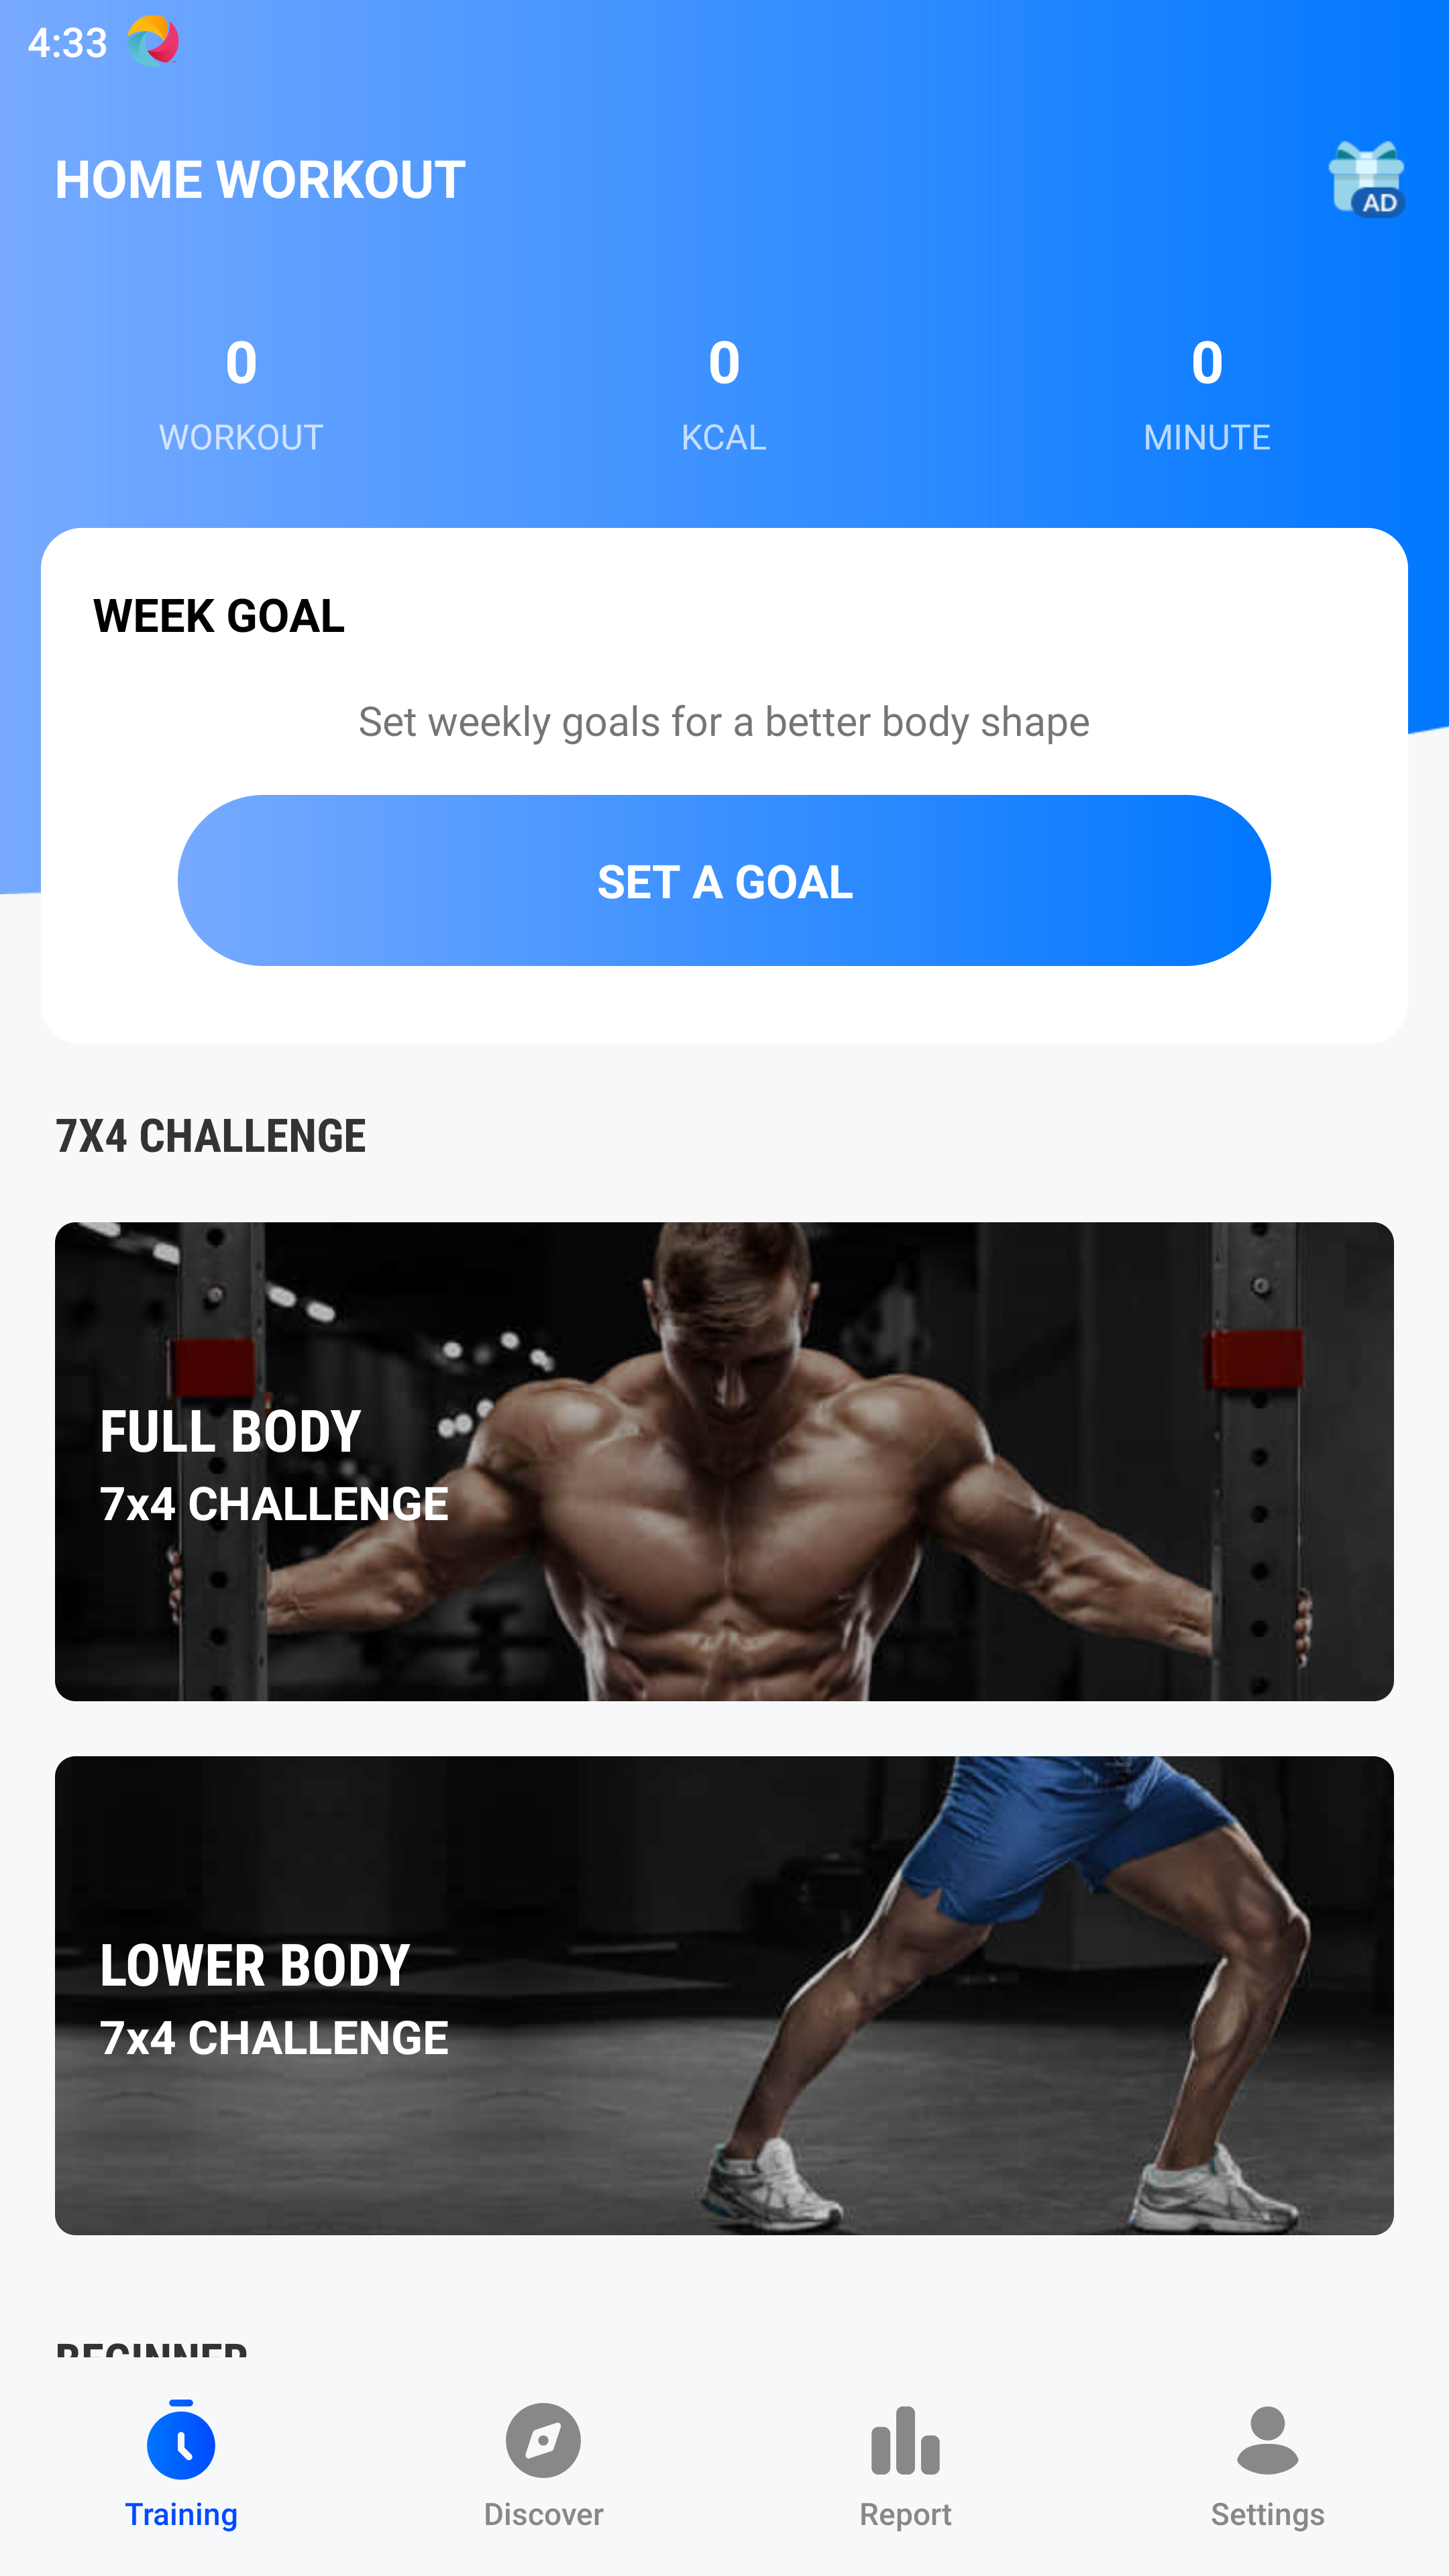 4:33
HOME WORKOUT
AD
0
WORKOUT
0
KCAL
0
MINUTE
WEEK GOAL
Set weekly goals for a better body shape
SET A GOAL
7X4 CHALLENGE
FULL BODY
7x4 CHALLENGE
LOWER BODY
7x4 CHALLENGE
BEGINNER
Training
Discover
Report
Settings